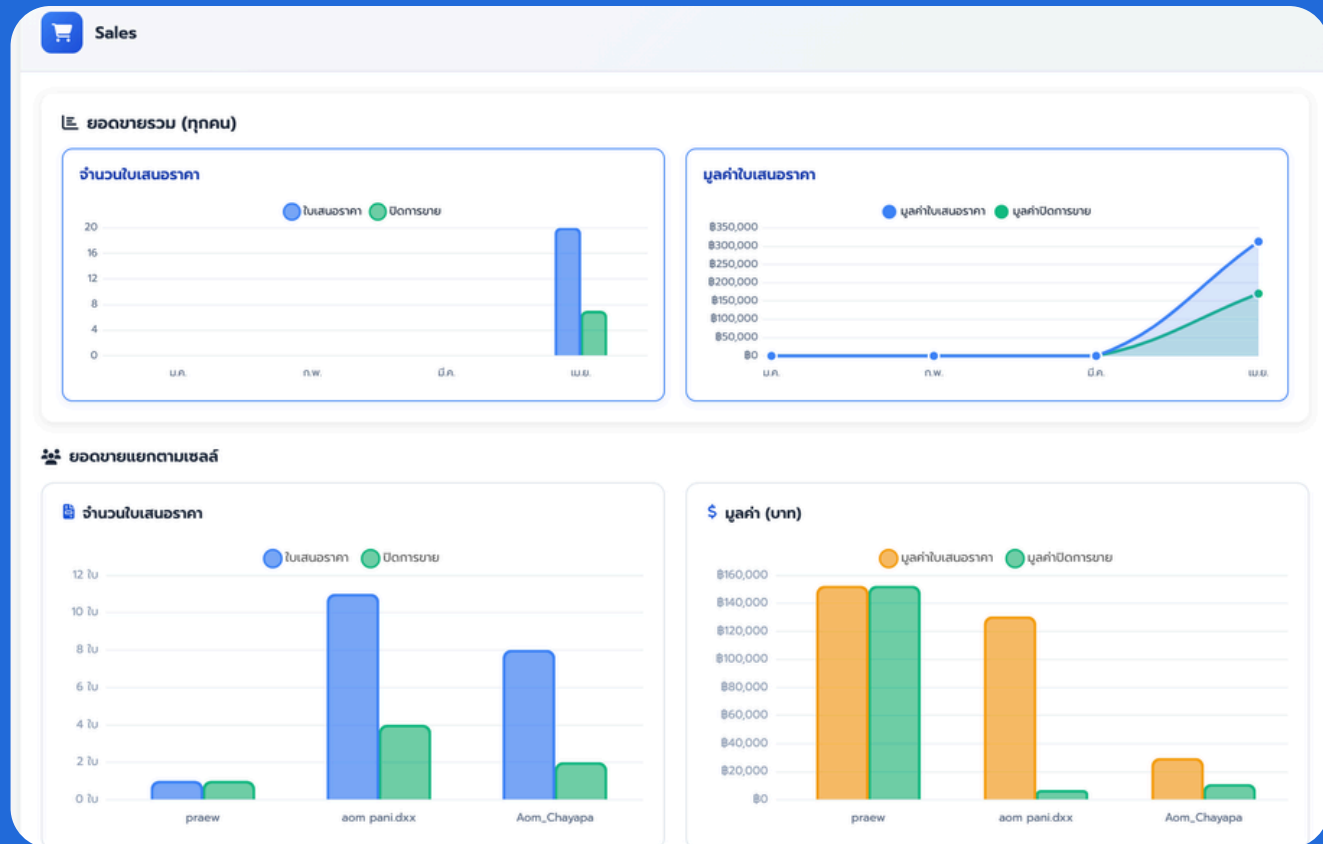 Sales
ยอดขายรวม (ทุกคน)
จำนวนใบเสนอราคา
ใบเสนอราคา ปิดการขาย
20
16
12
8
4
0
ม.ค. ก.พ. มี.ค. เม.ย.
มูลค่าใบเสนอราคา
มูลค่าใบเสนอราคา มูลค่าปิดการขาย
฿350,000
฿300,000
฿250,000
฿200,000
฿150,000
฿100,000
฿50,000
฿0
ม.ค. ก.พ. มี.ค. เม.ย.
ยอดขายแยกตามเซลล์
จำนวนใบเสนอราคา
ใบเสนอราคา ปิดการขาย
12 ใบ
10 ใบ
8 ใบ
6 ใบ
4 ใบ
2 ใบ
0 ใบ
praew aom pani.dxx Aom_Chayapa
$ มูลค่า (บาท)
มูลค่าใบเสนอราคา มูลค่าปิดการขาย
฿160,000
฿140,000
฿120,000
฿100,000
฿80,000
฿60,000
฿40,000
฿20,000
฿0
praew aom pani.dxx Aom_Chayapa